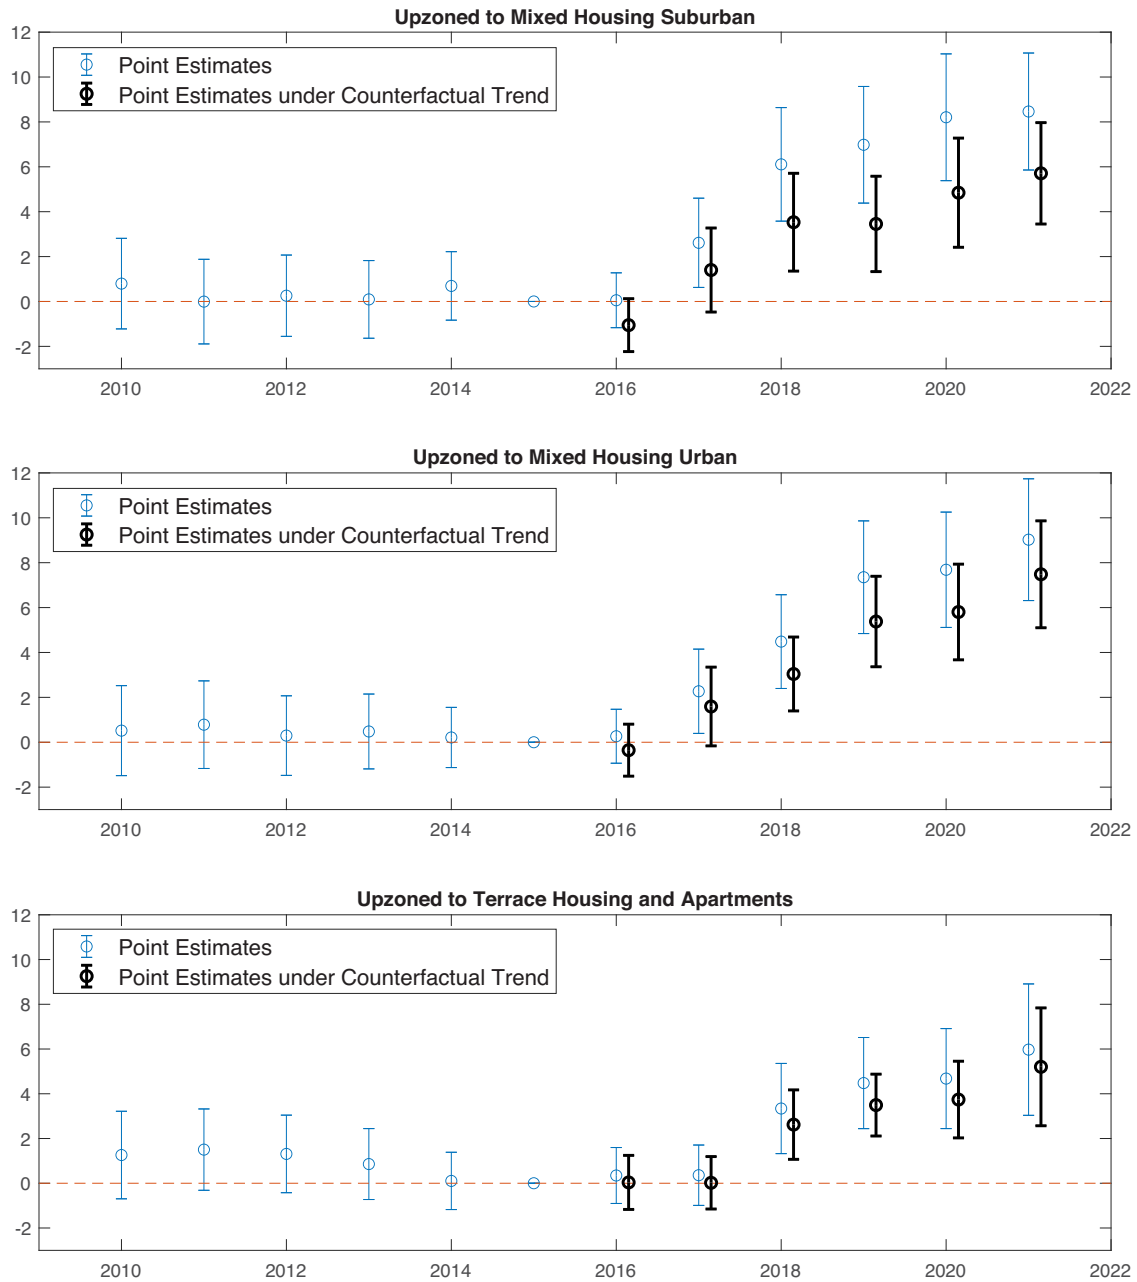 Upzoned to Mixed Housing Suburban
12
Point Estimates
Point Estimates under Counterfactual Trend
10
8
6
4
2
0
-2
2010 2012 2014 2016 2018 2020 2022
Upzoned to Mixed Housing Urban
12
Point Estimates
Point Estimates under Counterfactual Trend
10
8
6
4
2
0
-2
2010 2012 2014 2016 2018 2020 2022
Upzoned to Terrace Housing and Apartments
12
Point Estimates
Point Estimates under Counterfactual Trend
10
8
6
4
2
0
-2
2010 2012 2014 2016 2018 2020 2022